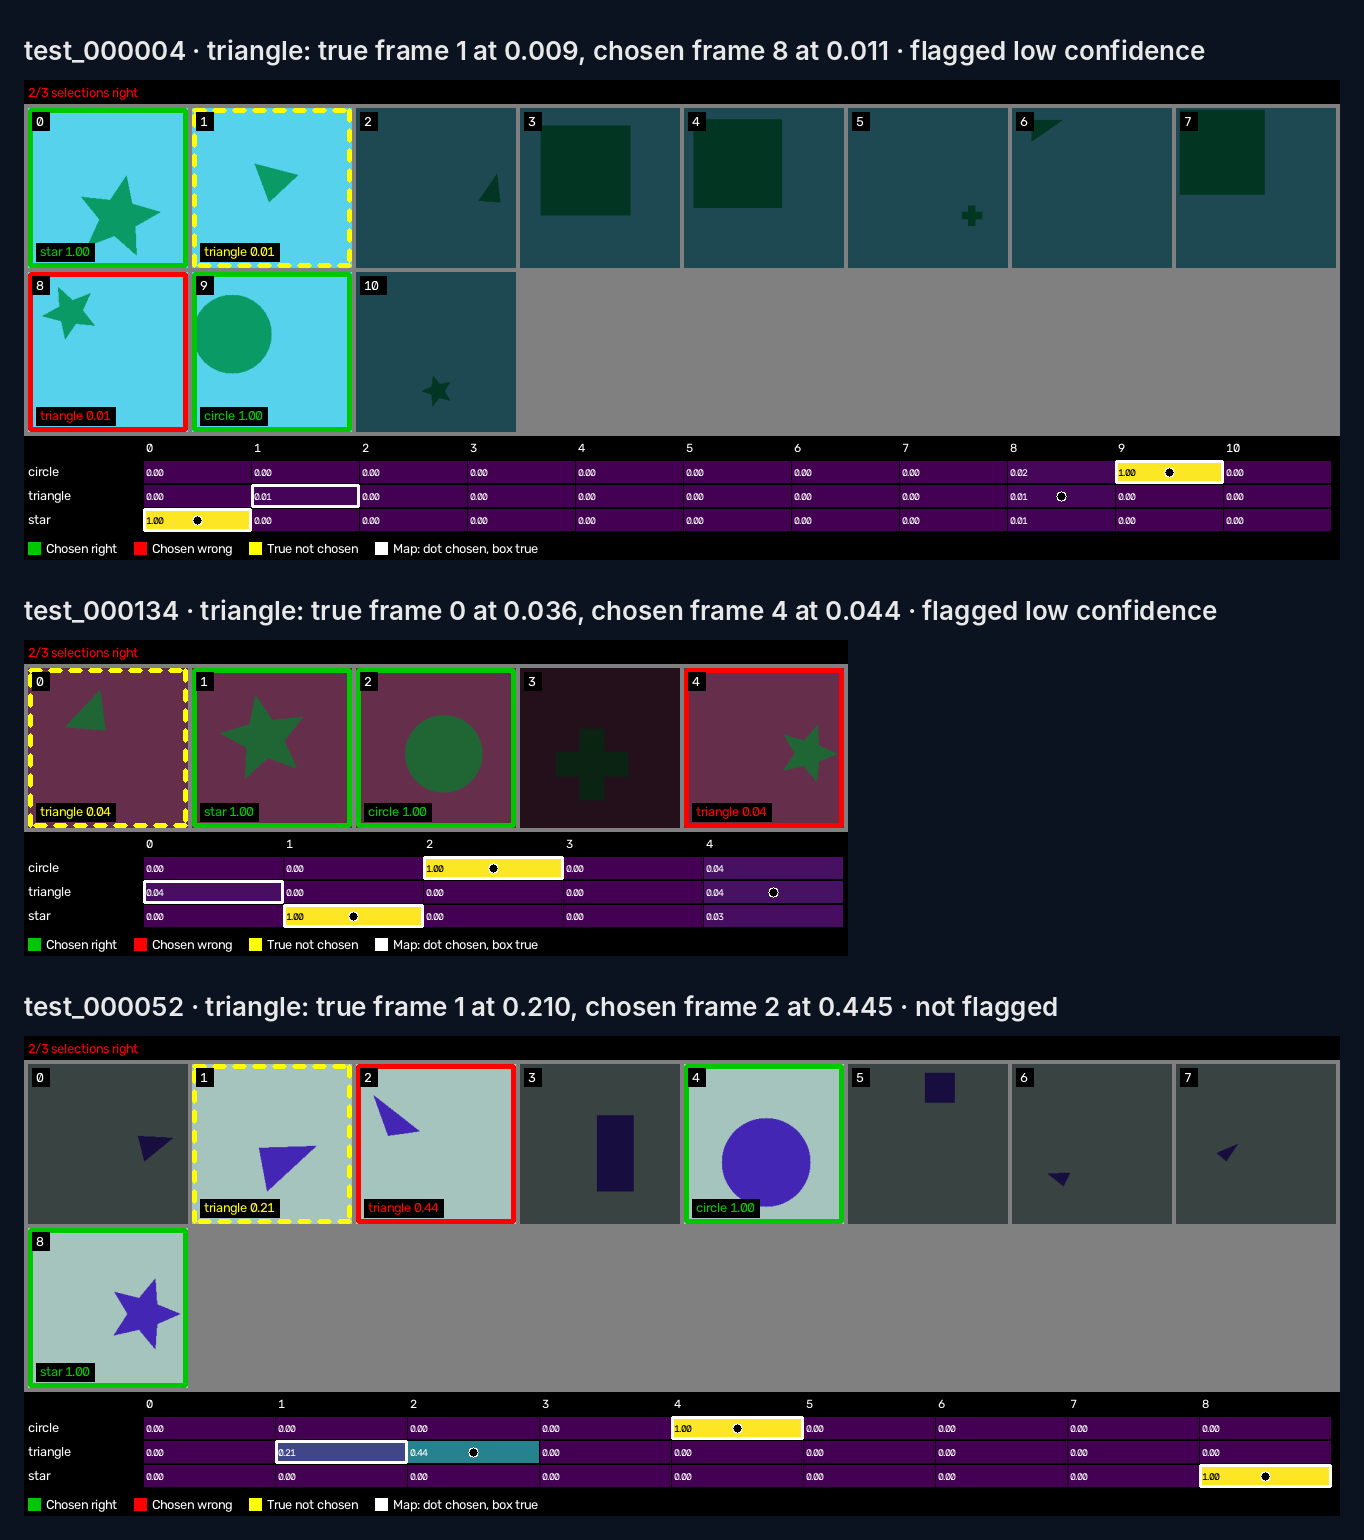 test_000004 · triangle: true frame 1 at 0.009, chosen frame 8 at 0.011 · flagged low confidence
2/3 selections right
0 1 2 3 4 5 6 7
star 1.00 triangle 0.01
8 9 10
triangle 0.01 circle 1.00
0 1 2 3 4 5 6 7 8 9 10
circle 0.00 0.00 0.00 0.00 0.00 0.00 0.00 0.00 0.02 1.00 0.00
triangle 0.00 0.01 0.00 0.00 0.00 0.00 0.00 0.00 0.01 0.00 0.00
star 1.00 0.00 0.00 0.00 0.00 0.00 0.00 0.00 0.01 0.00 0.00
Chosen right Chosen wrong True not chosen Map: dot chosen, box true
test_000134 · triangle: true frame 0 at 0.036, chosen frame 4 at 0.044 · flagged low confidence
2/3 selections right
0 1 2 3 4
triangle 0.04 star 1.00 circle 1.00 triangle 0.04
0 1 2 3 4
circle 0.00 0.00 1.00 0.00 0.04
triangle 0.04 0.00 0.00 0.00 0.04
star 0.00 1.00 0.00 0.00 0.03
Chosen right Chosen wrong True not chosen Map: dot chosen, box true
test_000052 · triangle: true frame 1 at 0.210, chosen frame 2 at 0.445 · not flagged
2/3 selections right
0 1 2 3 4 5 6 7
triangle 0.21 triangle 0.44 circle 1.00
8
star 1.00
0 1 2 3 4 5 6 7 8
circle 0.00 0.00 0.00 0.00 1.00 0.00 0.00 0.00 0.00
triangle 0.00 0.21 0.44 0.00 0.00 0.00 0.00 0.00 0.00
star 0.00 0.00 0.00 0.00 0.00 0.00 0.00 0.00 1.00
Chosen right Chosen wrong True not chosen Map: dot chosen, box true